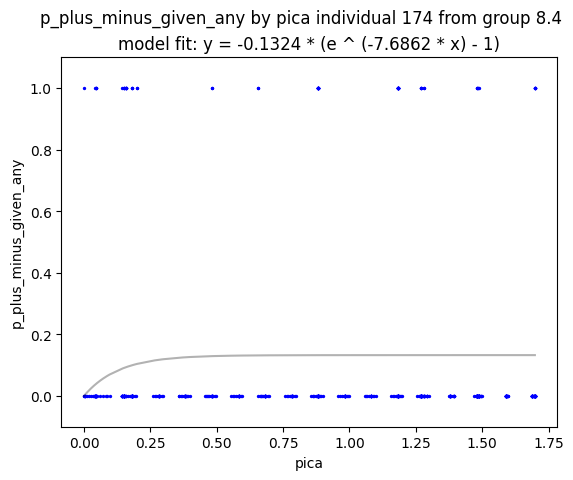 p_plus_minus_given_any by pica individual 174 from group 8.4
model fit: y = -0.1324 * (e ^ (-7.6862 * x) - 1)
p_plus_minus_given_any
1.0
0.8
0.6
0.4
0.2
0.0
0.00 0.25 0.50 0.75 1.00 1.25 1.50 1.75
pica